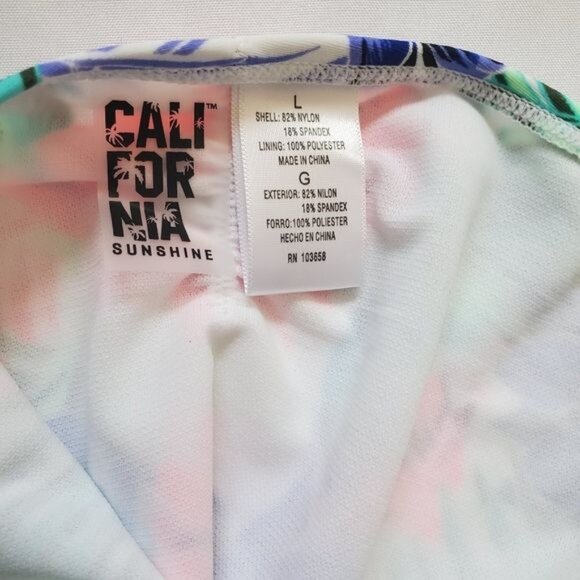 CALI™
FOR
NIA
SUNSHINE
L
SHELL: 82% NYLON
18% SPANDEX
LINING: 100% POLYESTER
MADE IN CHINA
G
EXTERIOR: 82% NILON
18% SPANDEX
FORRO:100% POLIESTER
HECHO EN CHINA
RN 103658